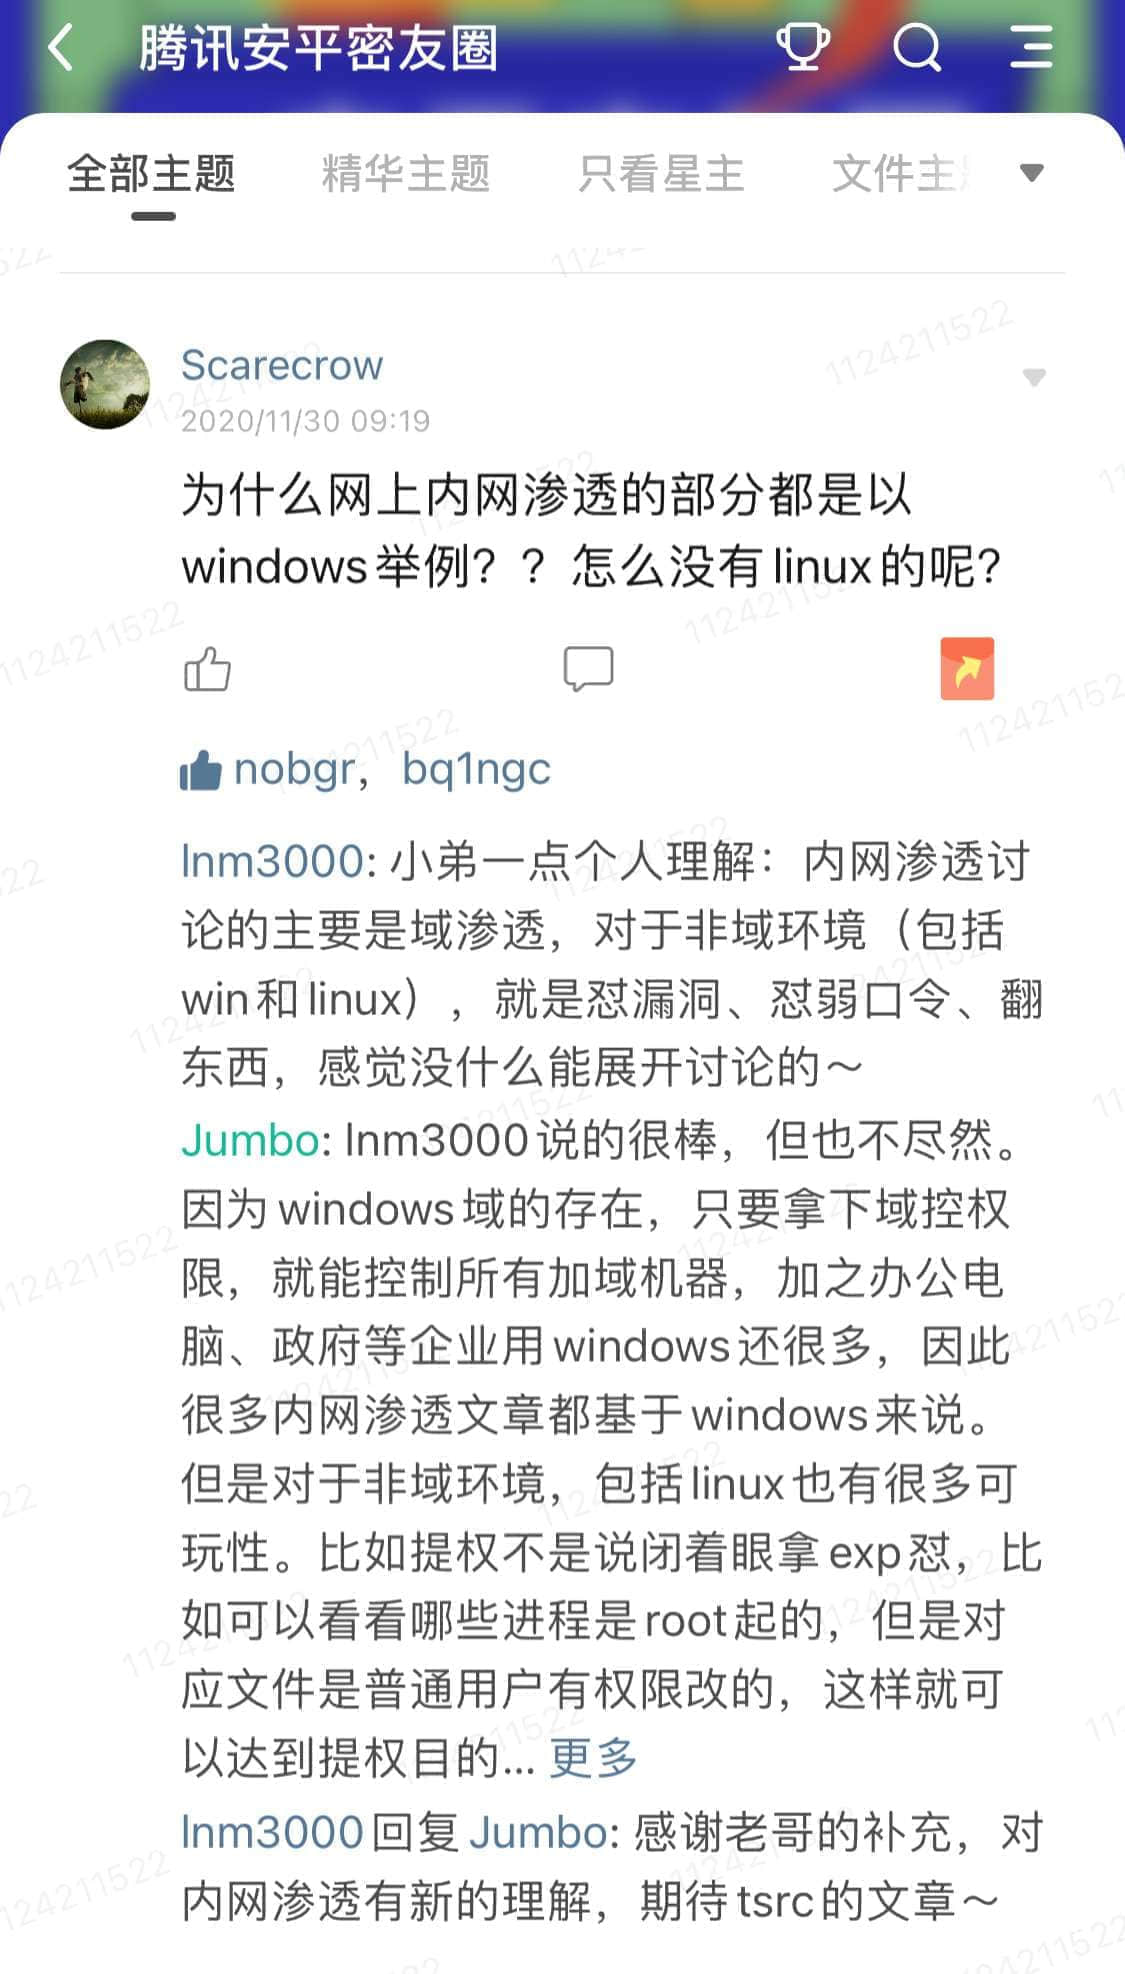 腾讯安平密友圈
全部主题 精华主题 只看星主 文件主
Scarecrow
2020/11/30 09:19
为什么网上内网渗透的部分都是以
windows举例？？怎么没有linux的呢？
nobgr，bq1ngc
lnm3000: 小弟一点个人理解：内网渗透讨
论的主要是域渗透，对于非域环境（包括
win和linux），就是怼漏洞、怼弱口令、翻
东西，感觉没什么能展开讨论的～
Jumbo: lnm3000说的很棒，但也不尽然。
因为windows域的存在，只要拿下域控权
限，就能控制所有加域机器，加之办公电
脑、政府等企业用windows还很多，因此
很多内网渗透文章都基于windows来说。
但是对于非域环境，包括linux也有很多可
玩性。比如提权不是说闭着眼拿exp怼，比
如可以看看哪些进程是root起的，但是对
应文件是普通用户有权限改的，这样就可
以达到提权目的... 更多
lnm3000回复Jumbo: 感谢老哥的补充，对
内网渗透有新的理解，期待tsrc的文章～
1124211522